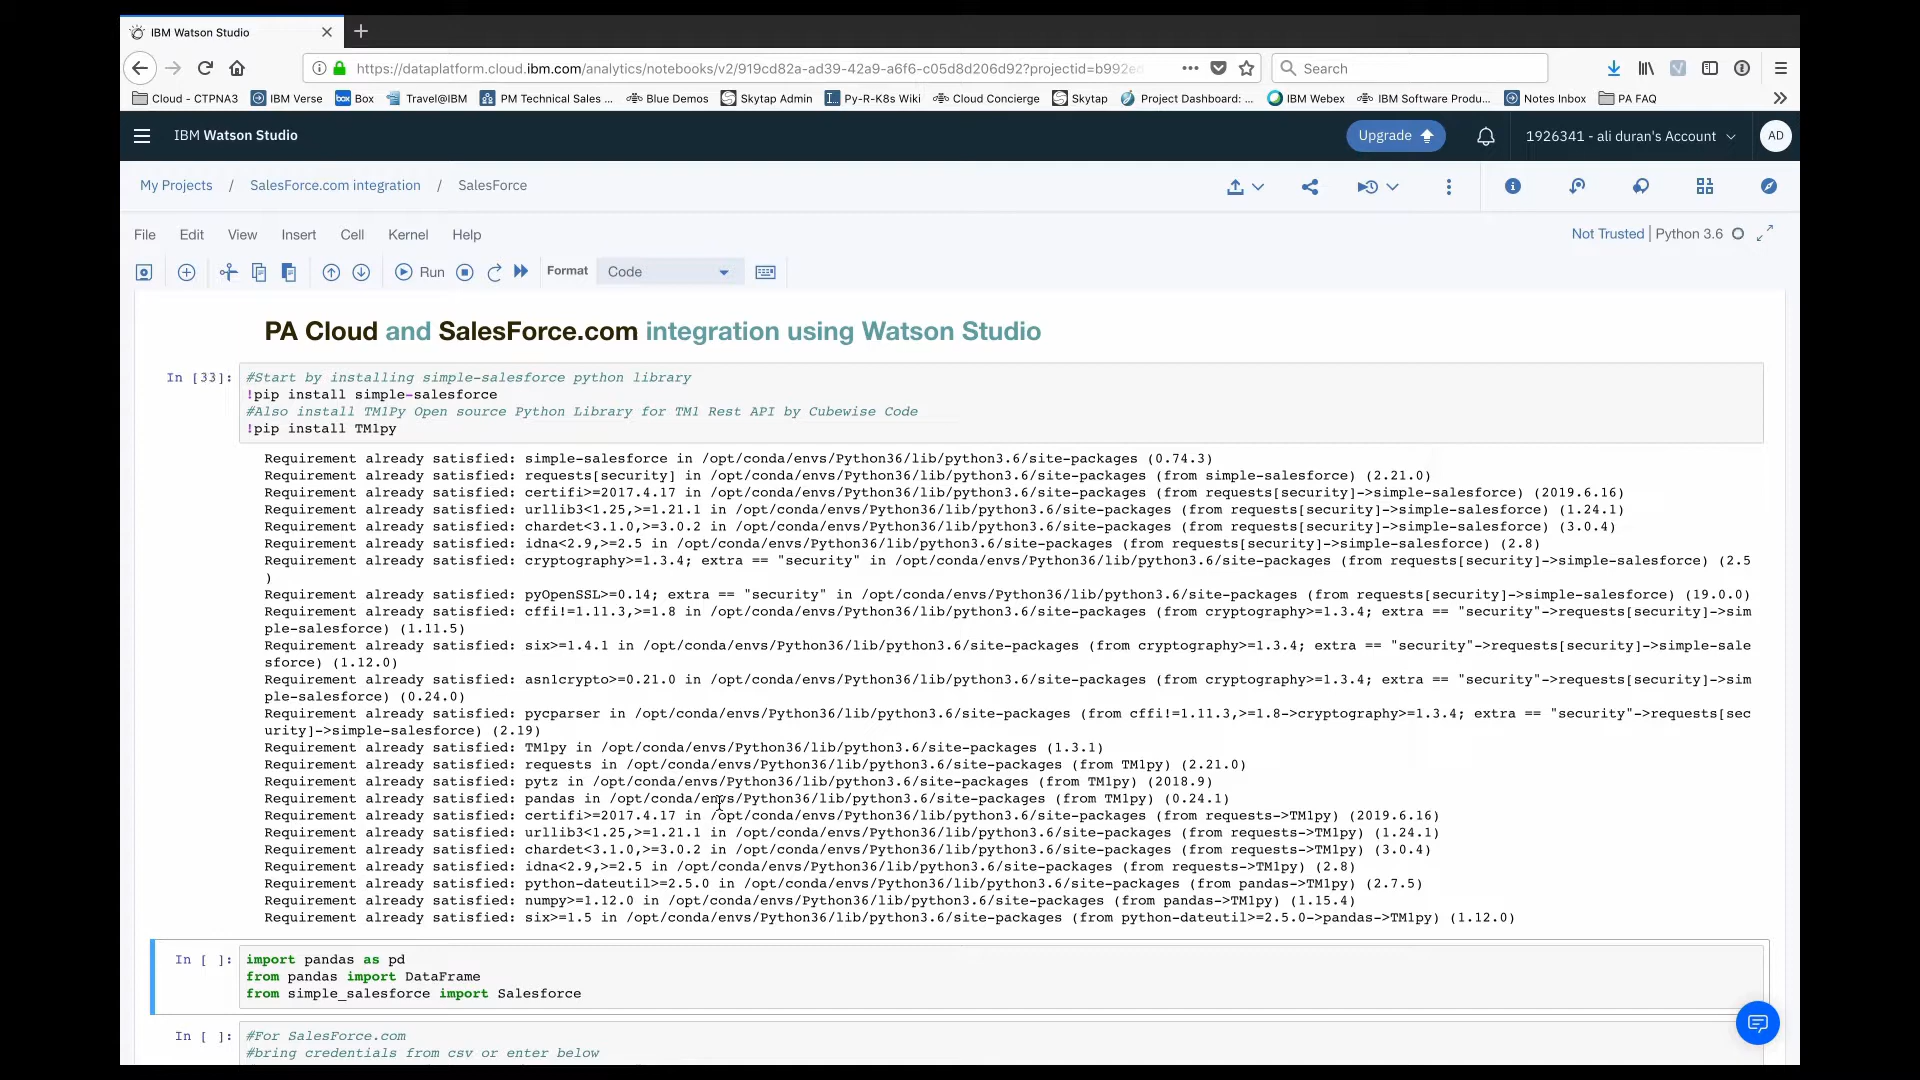 IBM Watson Studio
https://dataplatform.cloud.ibm.com/analytics/notebooks/v2/919cd82a-ad39-42a9-a6f6-c05d8d206d92?projectid=b992ed
Search
Cloud - CTPNA3 IBM Verse box Box Travel@IBM PM Technical Sales ... Blue Demos Skytap Admin Py-R-K8s Wiki Cloud Concierge Skytap Project Dashboard: ... IBM Webex IBM Software Produ... Notes Inbox PA FAQ
IBM Watson Studio Upgrade 1926341 - ali duran's Account AD
My Projects / SalesForce.com integration / SalesForce
File Edit View Insert Cell Kernel Help Not Trusted | Python 3.6
Run Format Code
PA Cloud and SalesForce.com integration using Watson Studio
In [33]: #Start by installing simple-salesforce python library
!pip install simple-salesforce
#Also install TM1Py Open source Python Library for TM1 Rest API by Cubewise Code
!pip install TM1py
Requirement already satisfied: simple-salesforce in /opt/conda/envs/Python36/lib/python3.6/site-packages (0.74.3)
Requirement already satisfied: requests[security] in /opt/conda/envs/Python36/lib/python3.6/site-packages (from simple-salesforce) (2.21.0)
Requirement already satisfied: certifi>=2017.4.17 in /opt/conda/envs/Python36/lib/python3.6/site-packages (from requests[security]->simple-salesforce) (2019.6.16)
Requirement already satisfied: urllib3<1.25,>=1.21.1 in /opt/conda/envs/Python36/lib/python3.6/site-packages (from requests[security]->simple-salesforce) (1.24.1)
Requirement already satisfied: chardet<3.1.0,>=3.0.2 in /opt/conda/envs/Python36/lib/python3.6/site-packages (from requests[security]->simple-salesforce) (3.0.4)
Requirement already satisfied: idna<2.9,>=2.5 in /opt/conda/envs/Python36/lib/python3.6/site-packages (from requests[security]->simple-salesforce) (2.8)
Requirement already satisfied: cryptography>=1.3.4; extra == "security" in /opt/conda/envs/Python36/lib/python3.6/site-packages (from requests[security]->simple-salesforce) (2.5
)
Requirement already satisfied: pyOpenSSL>=0.14; extra == "security" in /opt/conda/envs/Python36/lib/python3.6/site-packages (from requests[security]->simple-salesforce) (19.0.0)
Requirement already satisfied: cffi!=1.11.3,>=1.8 in /opt/conda/envs/Python36/lib/python3.6/site-packages (from cryptography>=1.3.4; extra == "security"->requests[security]->sim
ple-salesforce) (1.11.5)
Requirement already satisfied: six>=1.4.1 in /opt/conda/envs/Python36/lib/python3.6/site-packages (from cryptography>=1.3.4; extra == "security"->requests[security]->simple-sale
sforce) (1.12.0)
Requirement already satisfied: asn1crypto>=0.21.0 in /opt/conda/envs/Python36/lib/python3.6/site-packages (from cryptography>=1.3.4; extra == "security"->requests[security]->sim
ple-salesforce) (0.24.0)
Requirement already satisfied: pycparser in /opt/conda/envs/Python36/lib/python3.6/site-packages (from cffi!=1.11.3,>=1.8->cryptography>=1.3.4; extra == "security"->requests[sec
urity]->simple-salesforce) (2.19)
Requirement already satisfied: TM1py in /opt/conda/envs/Python36/lib/python3.6/site-packages (1.3.1)
Requirement already satisfied: requests in /opt/conda/envs/Python36/lib/python3.6/site-packages (from TM1py) (2.21.0)
Requirement already satisfied: pytz in /opt/conda/envs/Python36/lib/python3.6/site-packages (from TM1py) (2018.9)
Requirement already satisfied: pandas in /opt/conda/envs/Python36/lib/python3.6/site-packages (from TM1py) (0.24.1)
Requirement already satisfied: certifi>=2017.4.17 in /opt/conda/envs/Python36/lib/python3.6/site-packages (from requests->TM1py) (2019.6.16)
Requirement already satisfied: urllib3<1.25,>=1.21.1 in /opt/conda/envs/Python36/lib/python3.6/site-packages (from requests->TM1py) (1.24.1)
Requirement already satisfied: chardet<3.1.0,>=3.0.2 in /opt/conda/envs/Python36/lib/python3.6/site-packages (from requests->TM1py) (3.0.4)
Requirement already satisfied: idna<2.9,>=2.5 in /opt/conda/envs/Python36/lib/python3.6/site-packages (from requests->TM1py) (2.8)
Requirement already satisfied: python-dateutil>=2.5.0 in /opt/conda/envs/Python36/lib/python3.6/site-packages (from pandas->TM1py) (2.7.5)
Requirement already satisfied: numpy>=1.12.0 in /opt/conda/envs/Python36/lib/python3.6/site-packages (from pandas->TM1py) (1.15.4)
Requirement already satisfied: six>=1.5 in /opt/conda/envs/Python36/lib/python3.6/site-packages (from python-dateutil>=2.5.0->pandas->TM1py) (1.12.0)
In [ ]: import pandas as pd
from pandas import DataFrame
from simple_salesforce import Salesforce
In [ ]: #For SalesForce.com
#bring credentials from csv or enter below